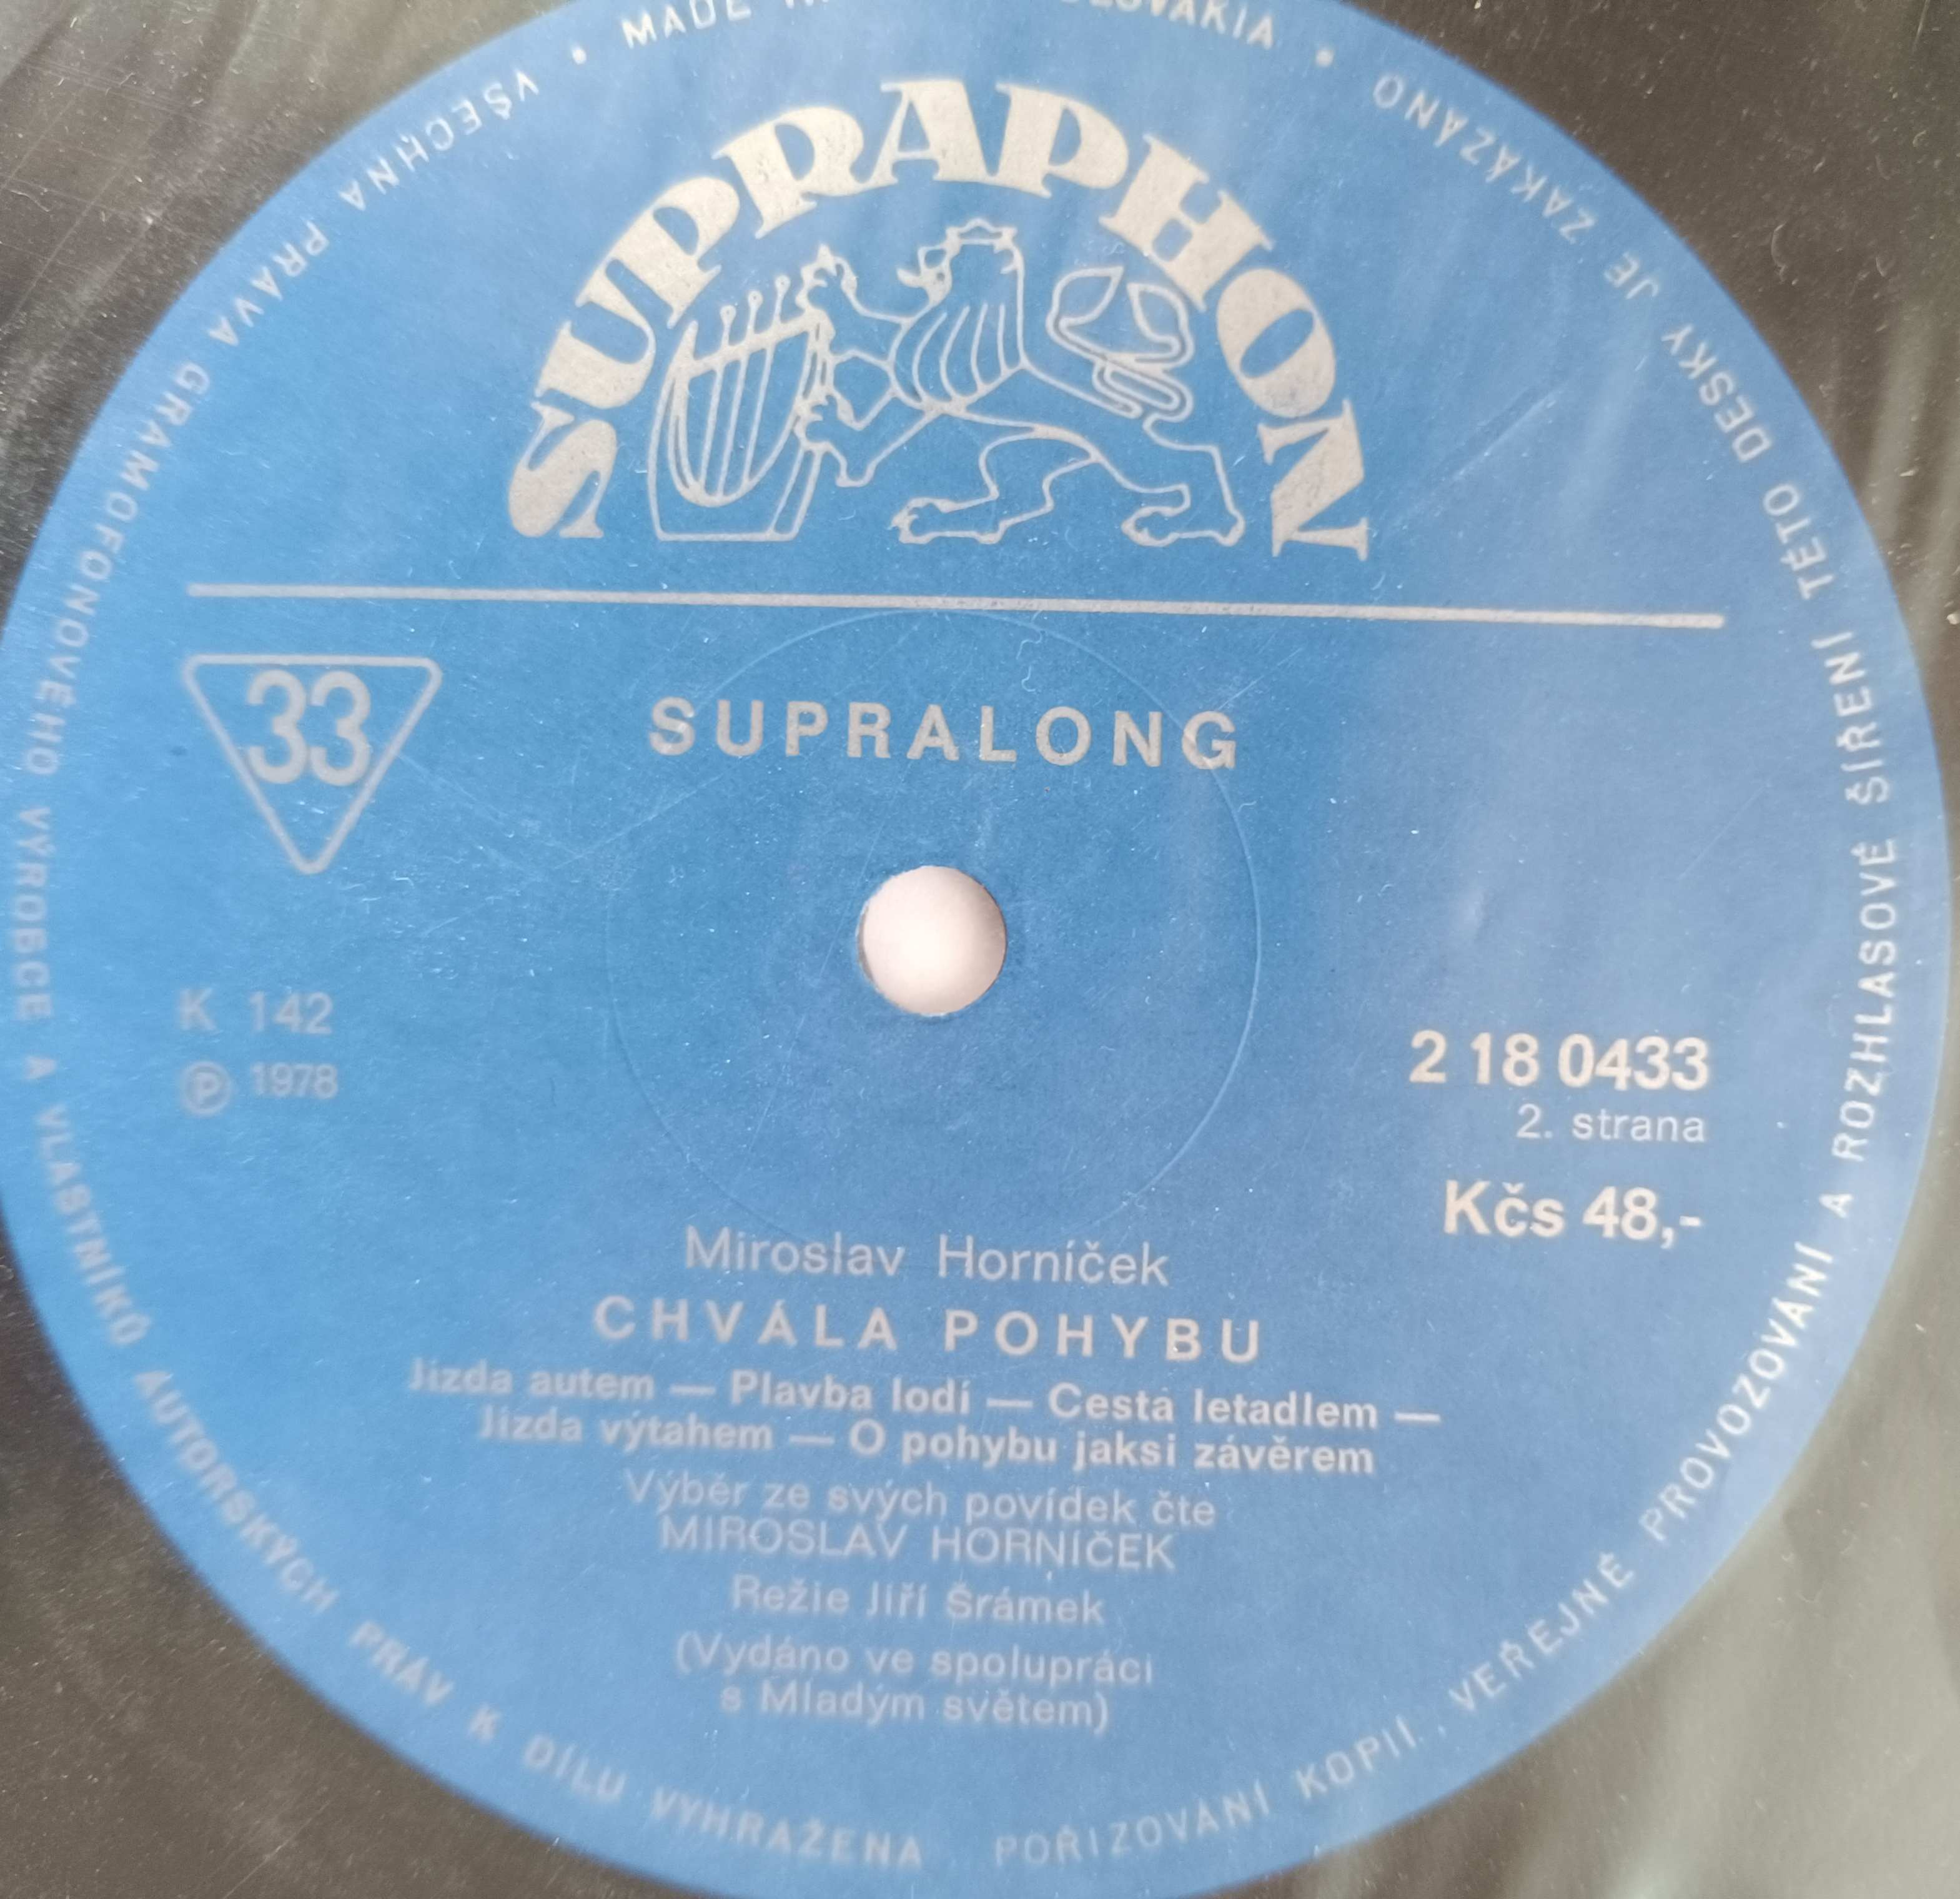 MADE
VŠECHNA PRÁVA GRAMOFONOVÉHO VÝROBCE A VLASTNÍKŮ AUTORSKÝCH PRÁV K DÍLU VYHRAŽENA
POŘIZOVÁNÍ KOPIÍ, VEŘEJNÉ PROVOZOVÁNÍ A ROZHLASOVÉ ŠÍŘENÍ TÉTO DESKY JE ZAKÁZÁNO
SUPRAPHON
33
SUPRALONG
K 142
Ⓟ 1978
2 18 0433
2. strana
Kčs 48,-
Miroslav Horníček
CHVÁLA POHYBU
Jízda autem — Plavba lodí — Cesta letadlem —
Jízda výtahem — O pohybu jaksi závěrem
Výběr ze svých povídek čte
MIROSLAV HORNÍČEK
Režie Jiří Šrámek
(Vydáno ve spolupráci
s Mladým světem)